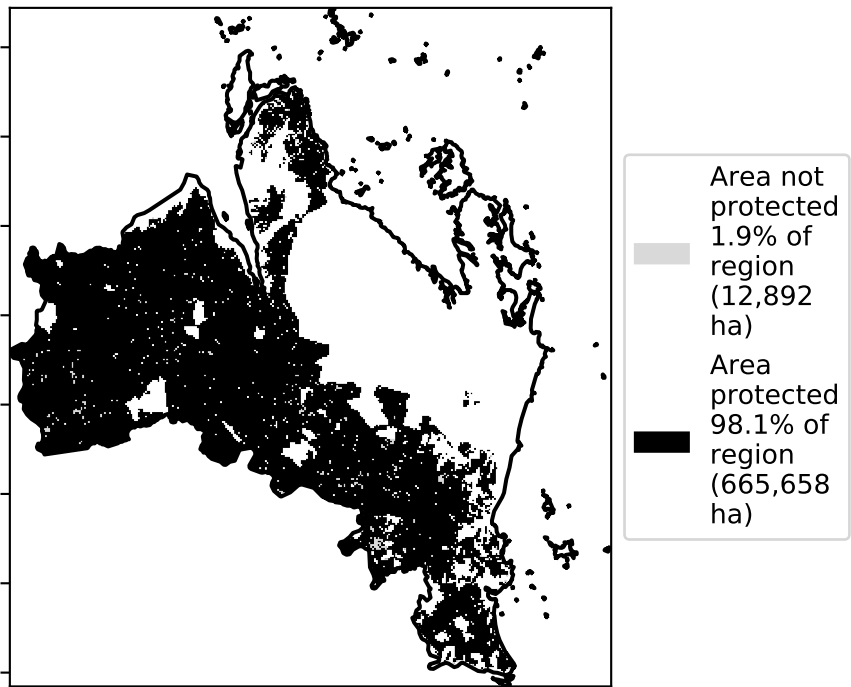 Area not
protected
1.9% of
region
(12,892
ha)
Area
protected
98.1% of
region
(665,658
ha)